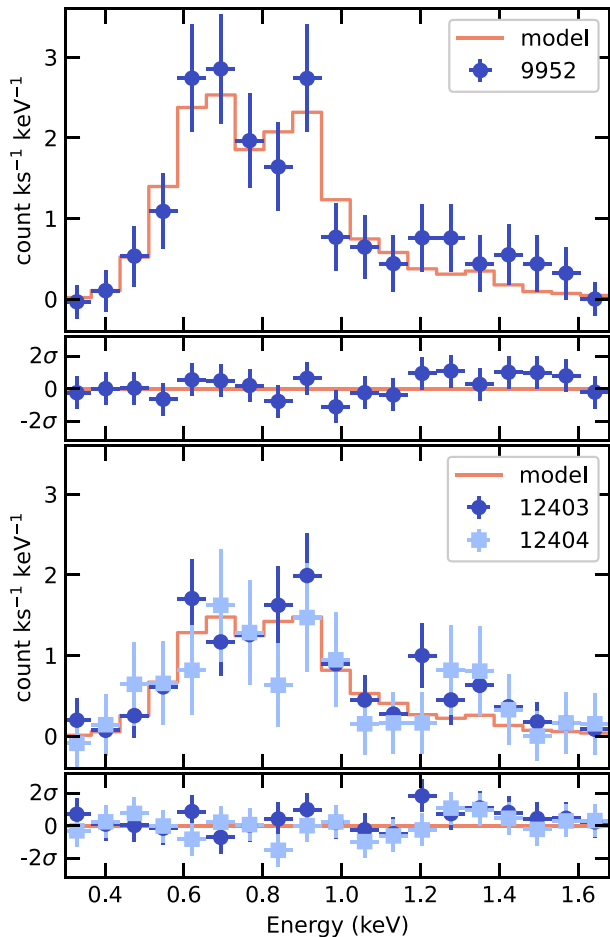 3
2
1
0
count ks⁻¹ keV⁻¹
model
9952
2σ
0
-2σ
3
2
1
0
count ks⁻¹ keV⁻¹
model
12403
12404
2σ
0
-2σ
0.4 0.6 0.8 1.0 1.2 1.4 1.6
Energy (keV)